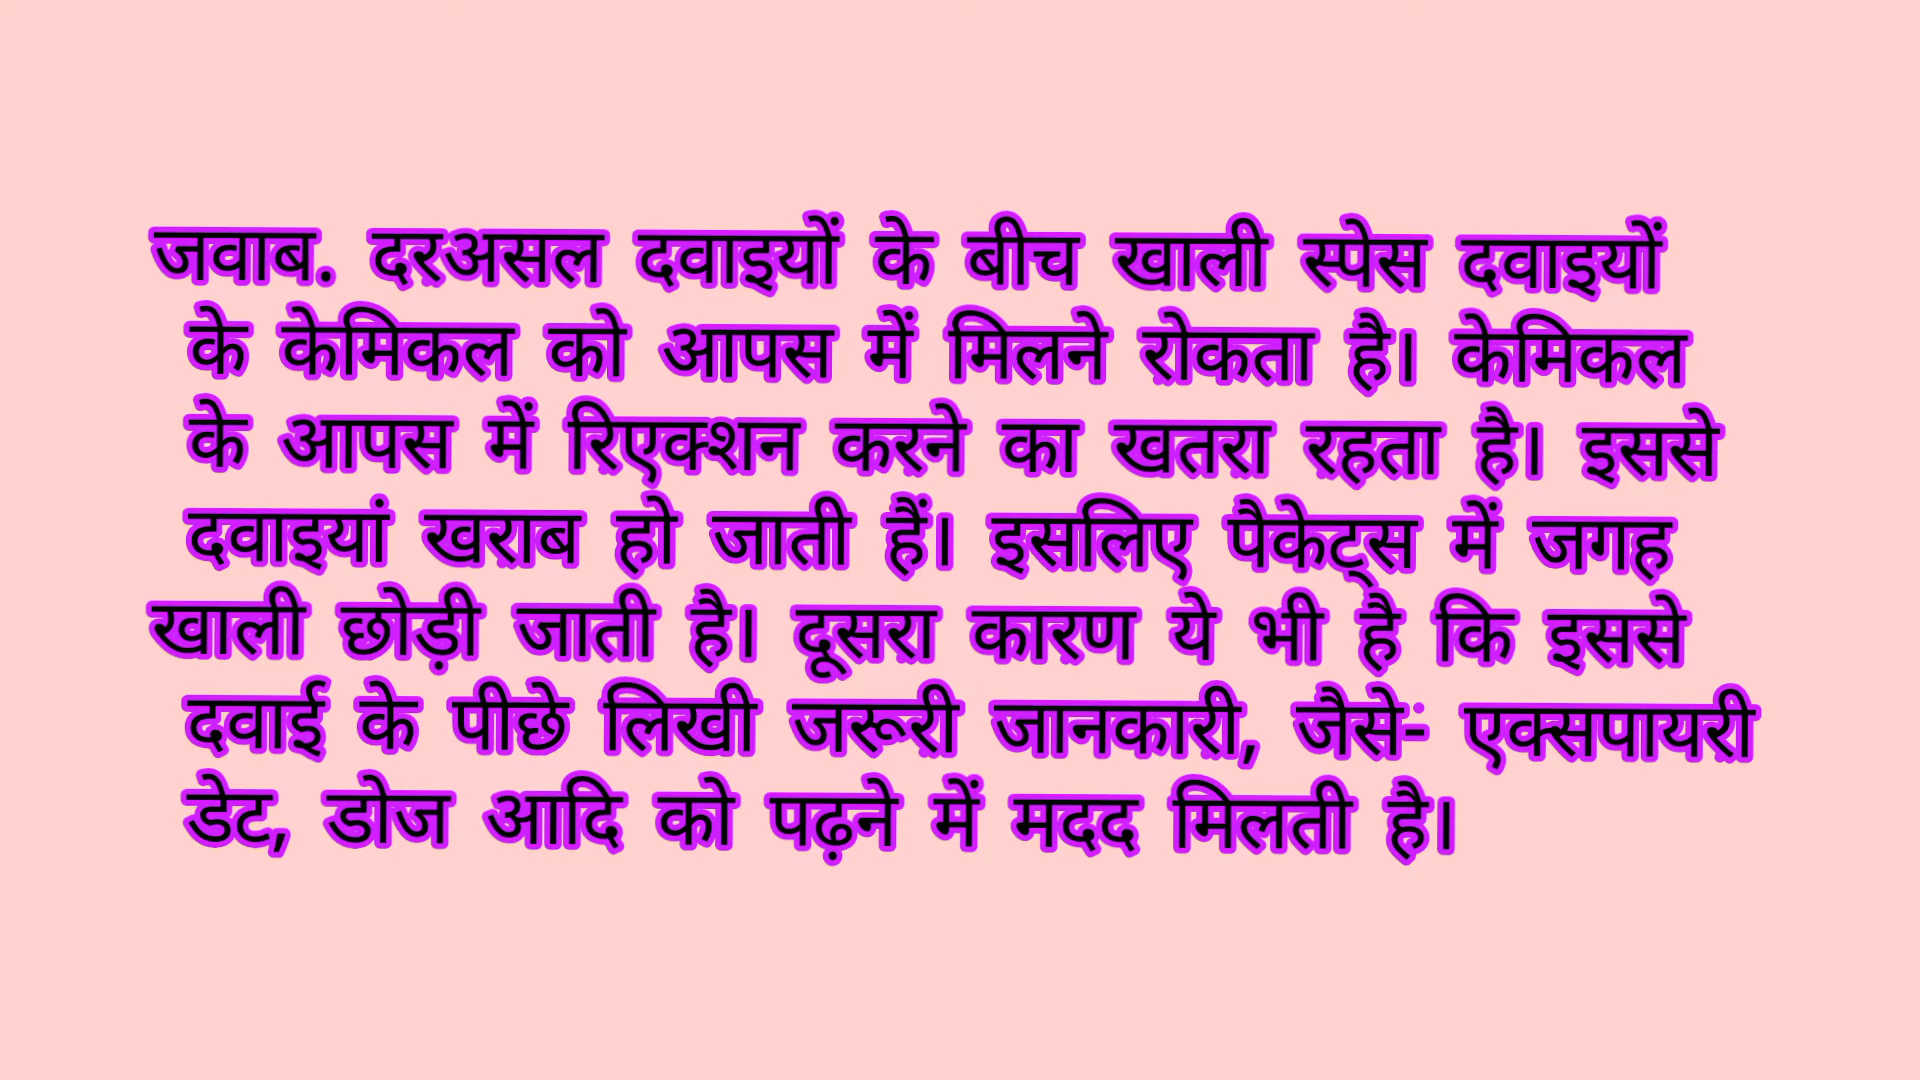 जवाब. दरअसल दवाइयों के बीच खाली स्पेस दवाइयों
के केमिकल को आपस में मिलने रोकता है। केमिकल
के आपस में रिएक्शन करने का खतरा रहता है। इससे
दवाइयां खराब हो जाती हैं। इसलिए पैकेट्स में जगह
खाली छोड़ी जाती है। दूसरा कारण ये भी है कि इससे
दवाई के पीछे लिखी जरूरी जानकारी, जैसे- एक्सपायरी
डेट, डोज आदि को पढ़ने में मदद मिलती है।